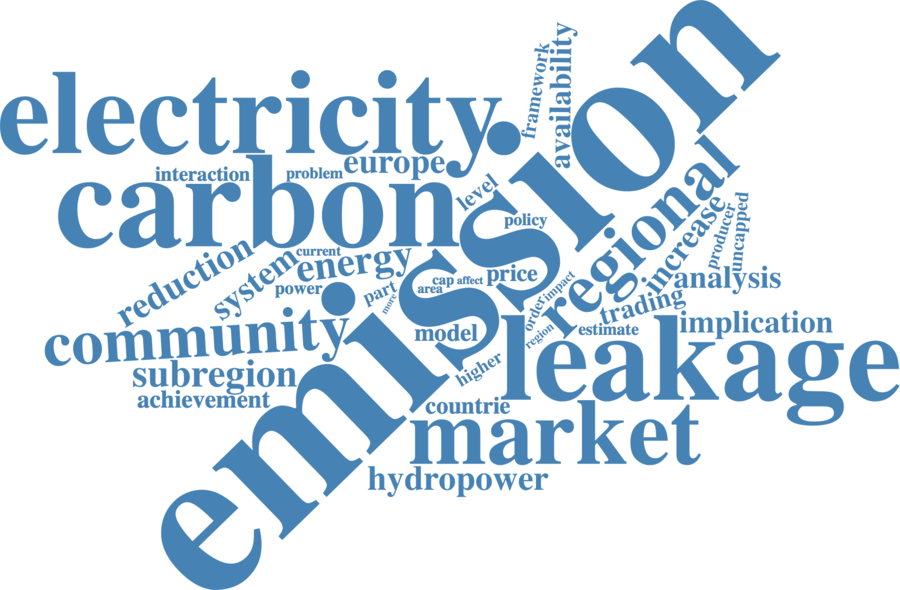 framework
availability
electricity
emission
europe
interaction
problem
carbon
level
regional
policy
increase
producer
uncapped
reduction
system
current
energy
power
part
more
area
cap
affect
price
order
impact
region
trading
analysis
estimate
implication
community
model
leakage
subregion
higher
achievement
countrie
market
hydropower